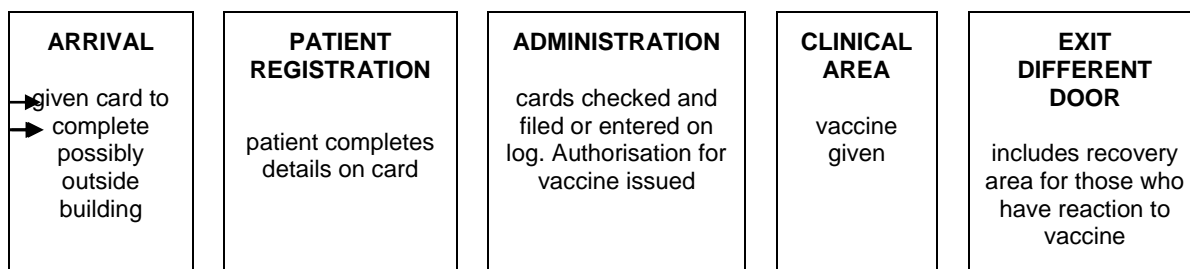 ARRIVAL
given card to
complete
possibly
outside
building
PATIENT
REGISTRATION
patient completes
details on card
ADMINISTRATION
cards checked and
filed or entered on
log. Authorisation for
vaccine issued
CLINICAL
AREA
vaccine
given
EXIT
DIFFERENT
DOOR
includes recovery
area for those who
have reaction to
vaccine